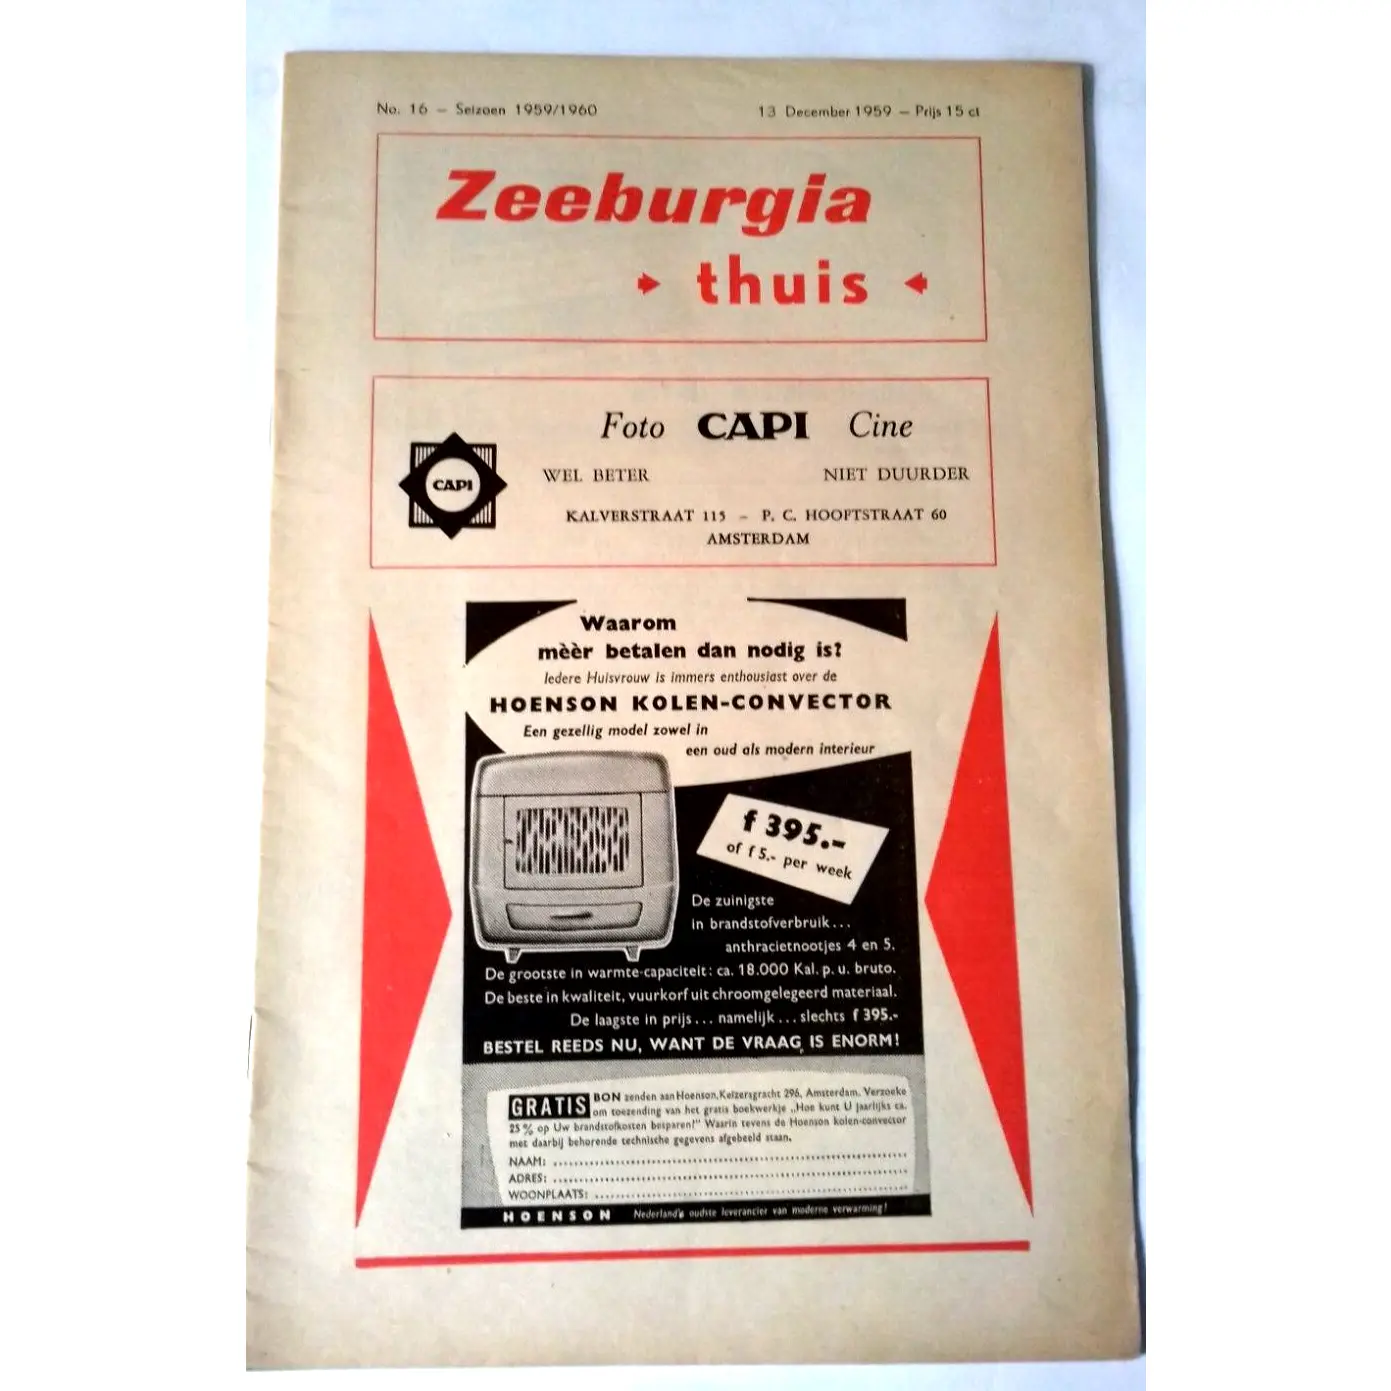 No. 16 — Seizoen 1959/1960 13 December 1959 — Prijs 15 ct
Zeeburgia
thuis
Foto CAPI Cine
CAPI
WEL BETER NIET DUURDER
KALVERSTRAAT 115 – P. C. HOOFTSTRAAT 60
AMSTERDAM
Waarom
mèèr betalen dan nodig is?
Iedere Huisvrouw is immers enthousiast over de
HOENSON KOLEN-CONVECTOR
Een gezellig model zowel in
een oud als modern interieur
f 395.-
of f 5.- per week
De zuinigste
in brandstofverbruik...
anthracietnootjes 4 en 5.
De grootste in warmte-capaciteit: ca. 18.000 Kal. p. u. bruto.
De beste in kwaliteit, vuurkorf uit chroomgelegeerd materiaal.
De laagste in prijs... namelijk... slechts f 395.-
BESTEL REEDS NU, WANT DE VRAAG IS ENORM!
GRATIS BON zenden aan Hoenson, Keizersgracht 296, Amsterdam. Verzoeke
om toezending van het gratis boekwerkje „Hoe kunt U jaarlijks ca.
25 % op Uw brandstofkosten besparen!" Waarin tevens de Hoenson kolen-convector
met daarbij behorende technische gegevens afgebeeld staan.
NAAM:
ADRES:
WOONPLAATS:
HOENSON Nederland's oudste leverancier van moderne verwarming!